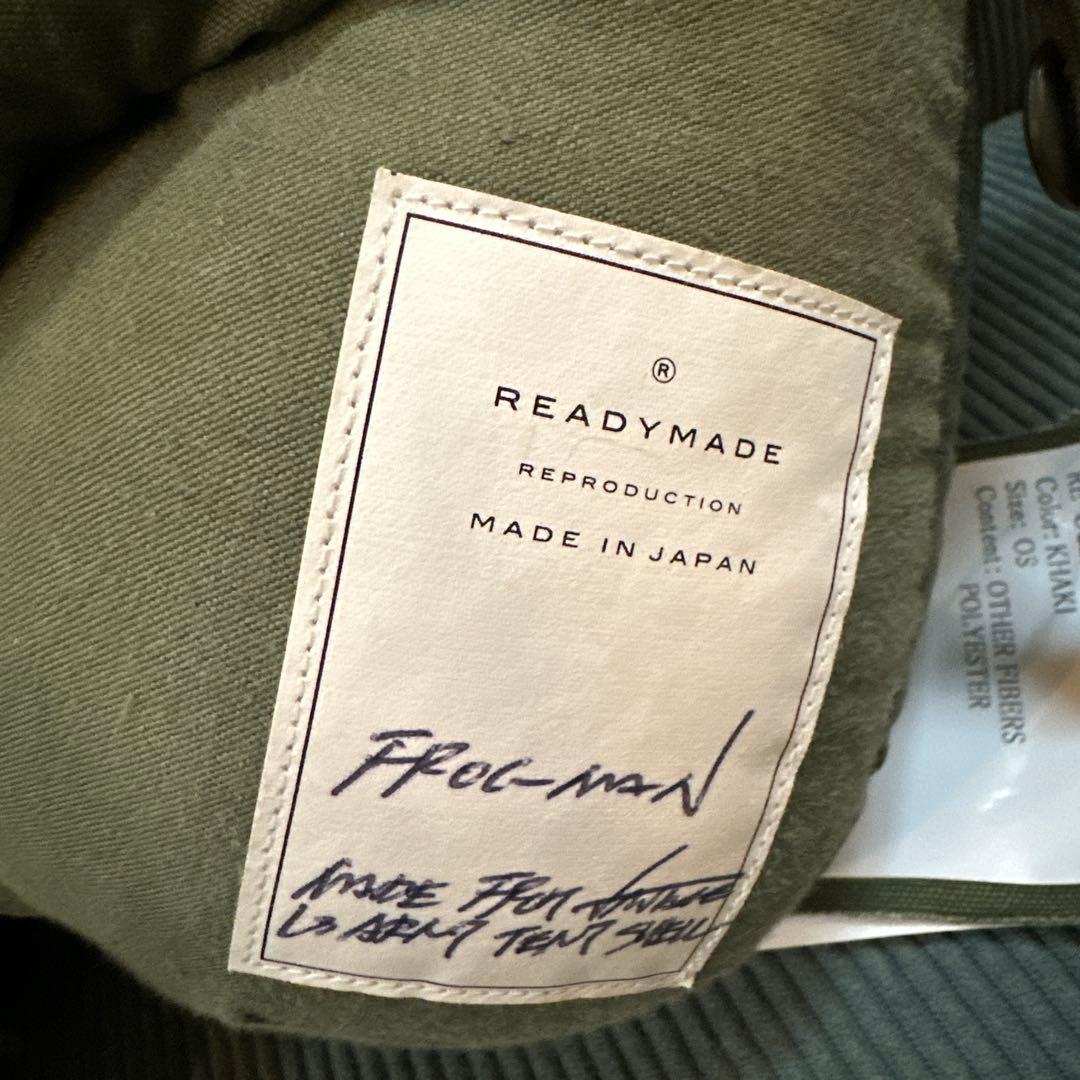 ®
READYMADE
REPRODUCTION
MADE IN JAPAN
FROG-MAN
MADE FROM VINTAGE
US ARMY TENT SHELL
Color: KHAKI
Size: OS
Content: OTHER FIBERS
POLYESTER